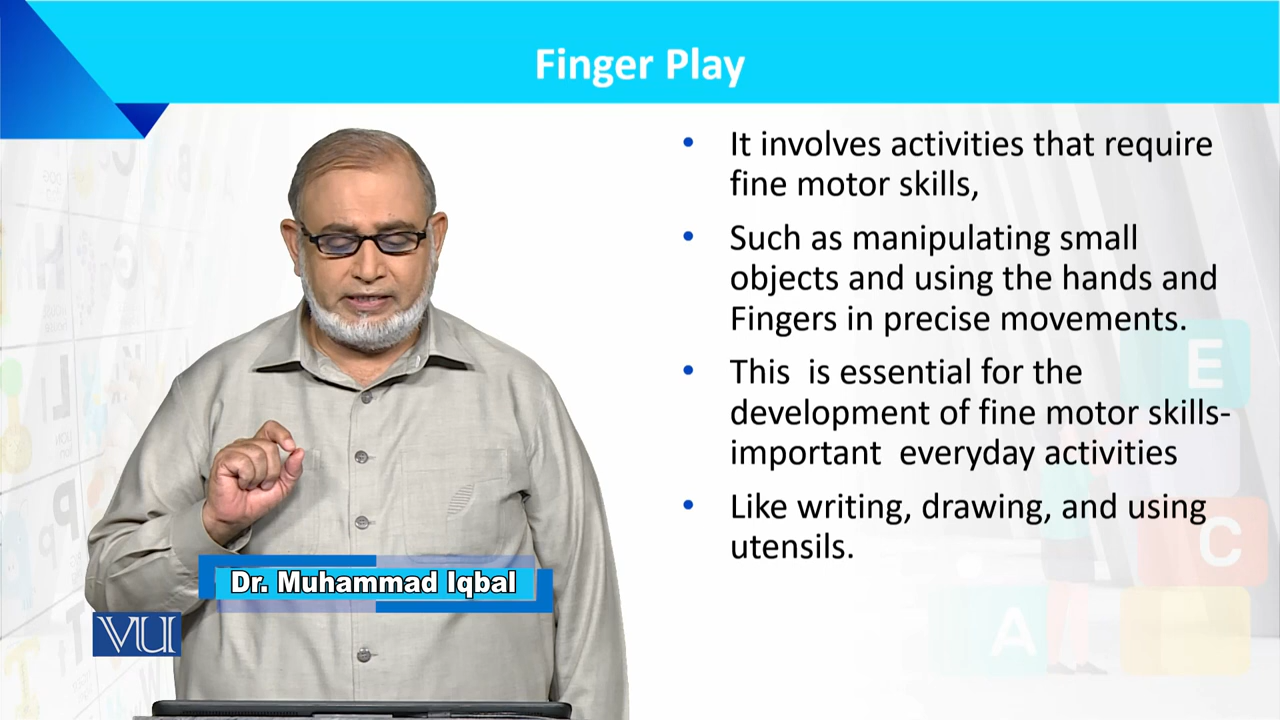 Finger Play
• It involves activities that require
fine motor skills,
• Such as manipulating small
objects and using the hands and
Fingers in precise movements.
• This  is essential for the
development of fine motor skills-
important  everyday activities
• Like writing, drawing, and using
utensils.
Dr. Muhammad Iqbal
VU
E
C
A